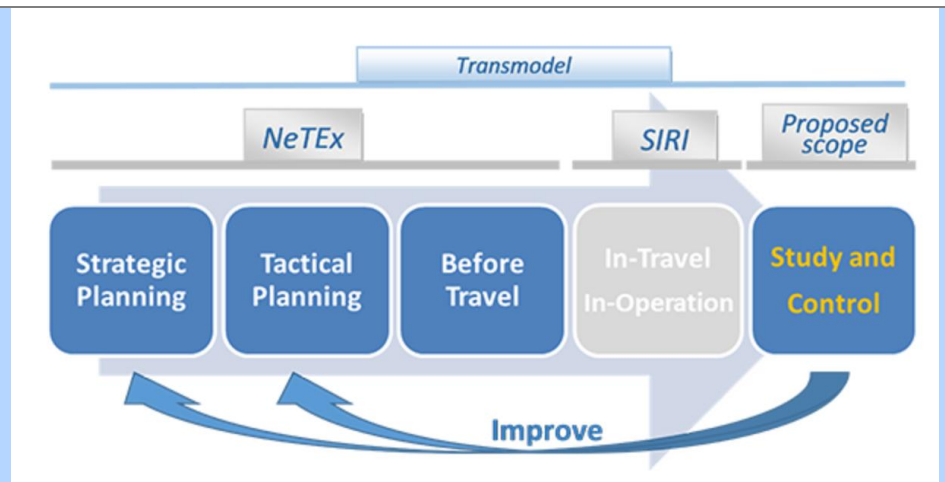 Transmodel
NeTEx
SIRI
Proposed
scope
Strategic
Planning
Tactical
Planning
Before
Travel
In-Travel
In-Operation
Study and
Control
Improve